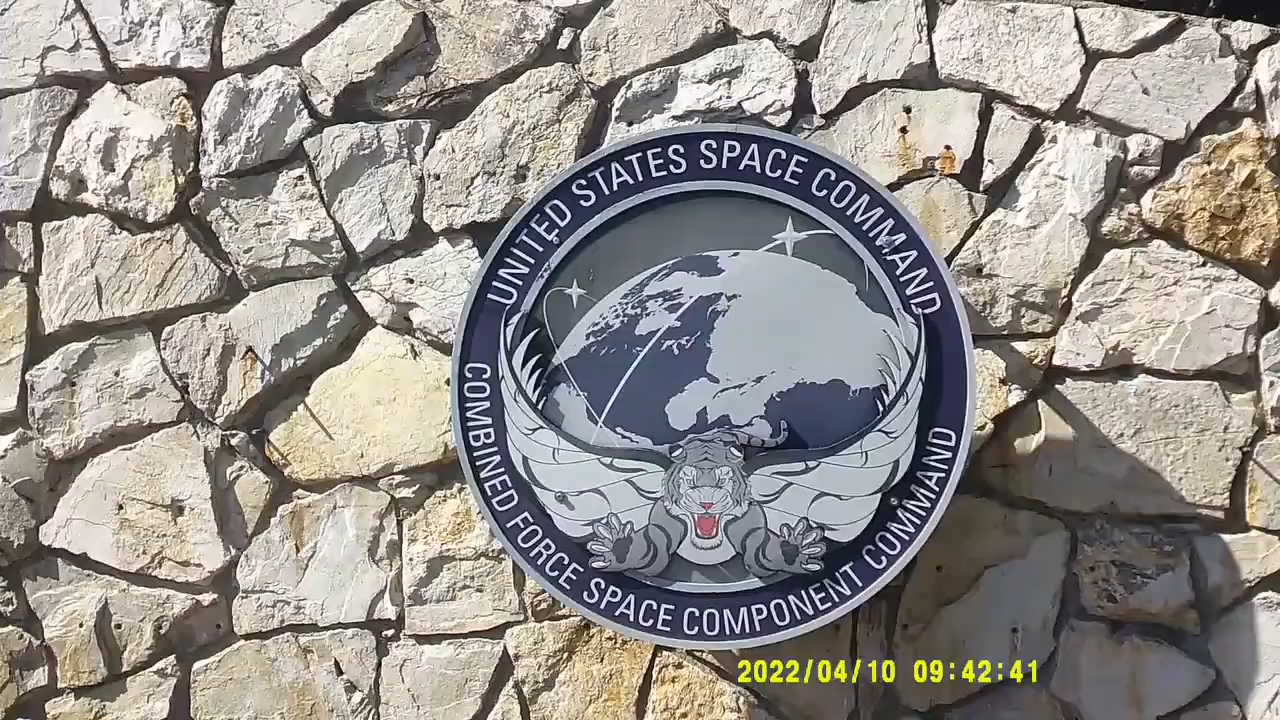 UNITED STATES SPACE COMMAND
COMBINED FORCE SPACE COMPONENT COMMAND
2022/04/10 09:42:41